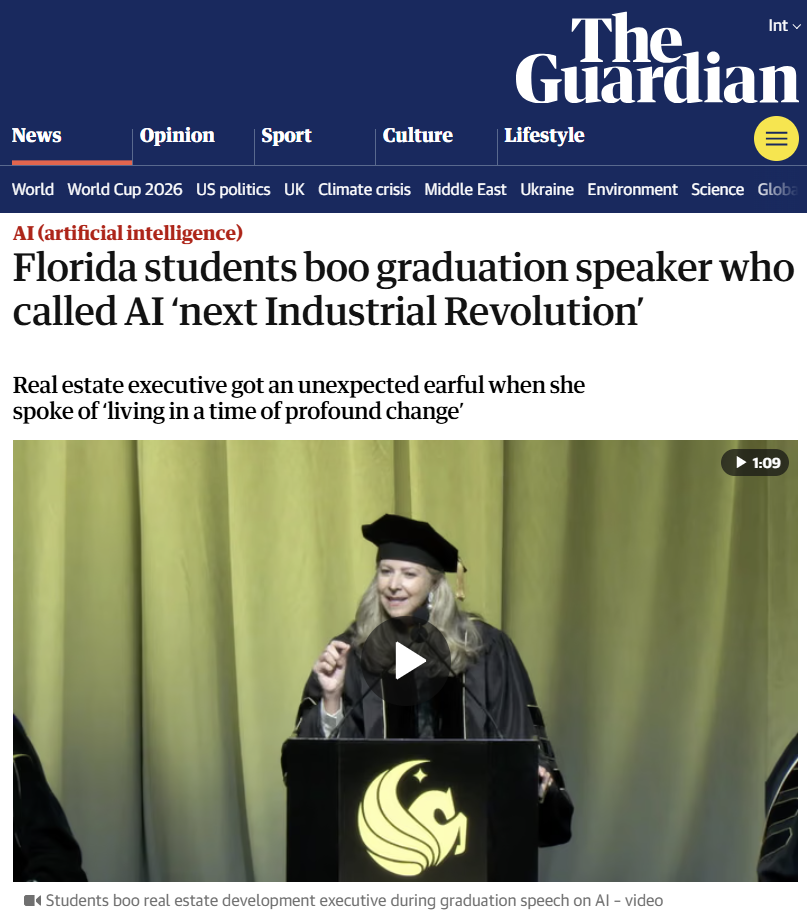 Int
The
Guardian
News
Opinion
Sport
Culture
Lifestyle
World World Cup 2026 US politics UK Climate crisis Middle East Ukraine Environment Science
AI (artificial intelligence)
Florida students boo graduation speaker who
called AI ‘next Industrial Revolution’
Real estate executive got an unexpected earful when she
spoke of ‘living in a time of profound change’
1:09
Students boo real estate development executive during graduation speech on AI – video